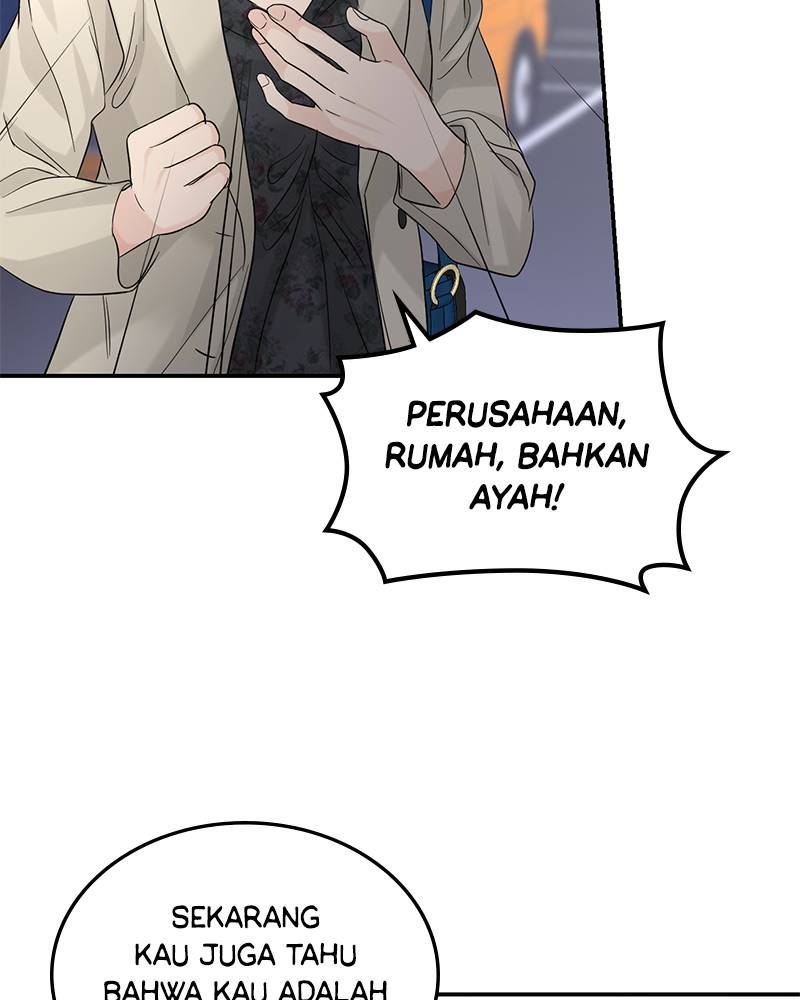 PERUSAHAAN,
RUMAH, BAHKAN
AYAH!
SEKARANG
KAU JUGA TAHU
BAHWA KAU ADALAH